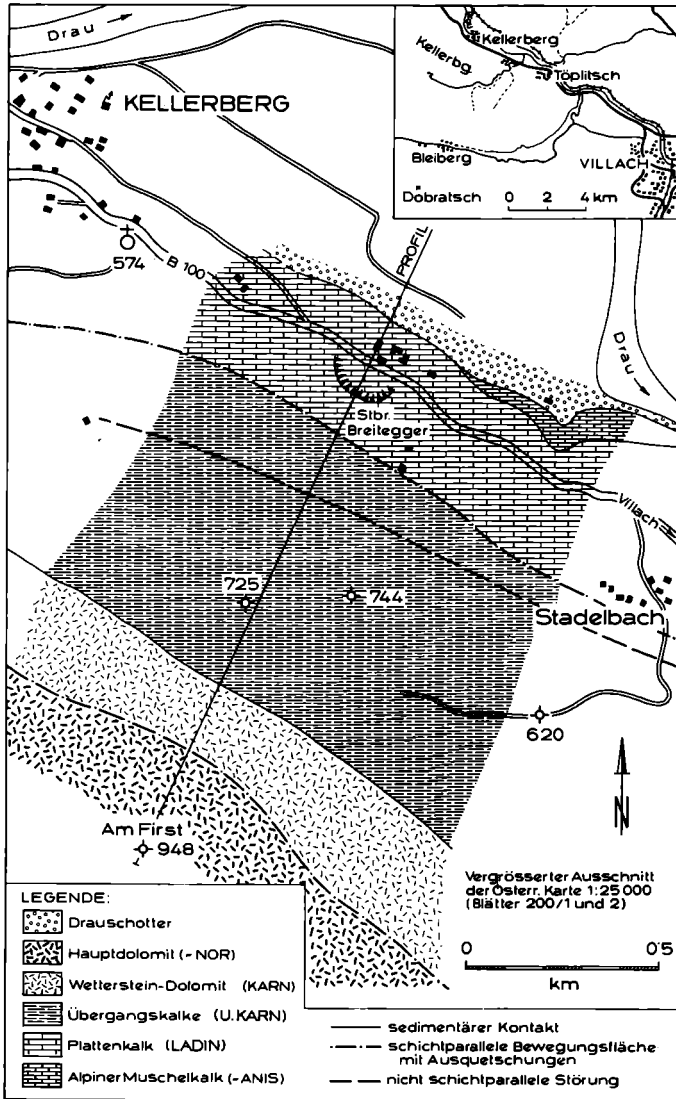 Drau
KELLERBERG
574
B 100
PROFIL
Kellerberg
Kellerbg.
Töplitsch
Bleiberg
VILLACH
Dobratsch
0 2 4 km
Drau
Stbr.
Breitegger
Villach
725
744
Stadelbach
620
N
Am First
948
Vergrösserter Ausschnitt
der Österr. Karte 1:25 000
(Blätter 200/1 und 2)
0 0'5
km
LEGENDE:
Drauschotter
Hauptdolomit (-NOR)
Wetterstein-Dolomit (KARN)
Übergangskalke (U.KARN)
Plattenkalk (LADIN)
Alpiner Muschelkalk (-ANIS)
sedimentärer Kontakt
schichtparallele Bewegungsfläche
mit Ausquetschungen
nicht schichtparallele Störung